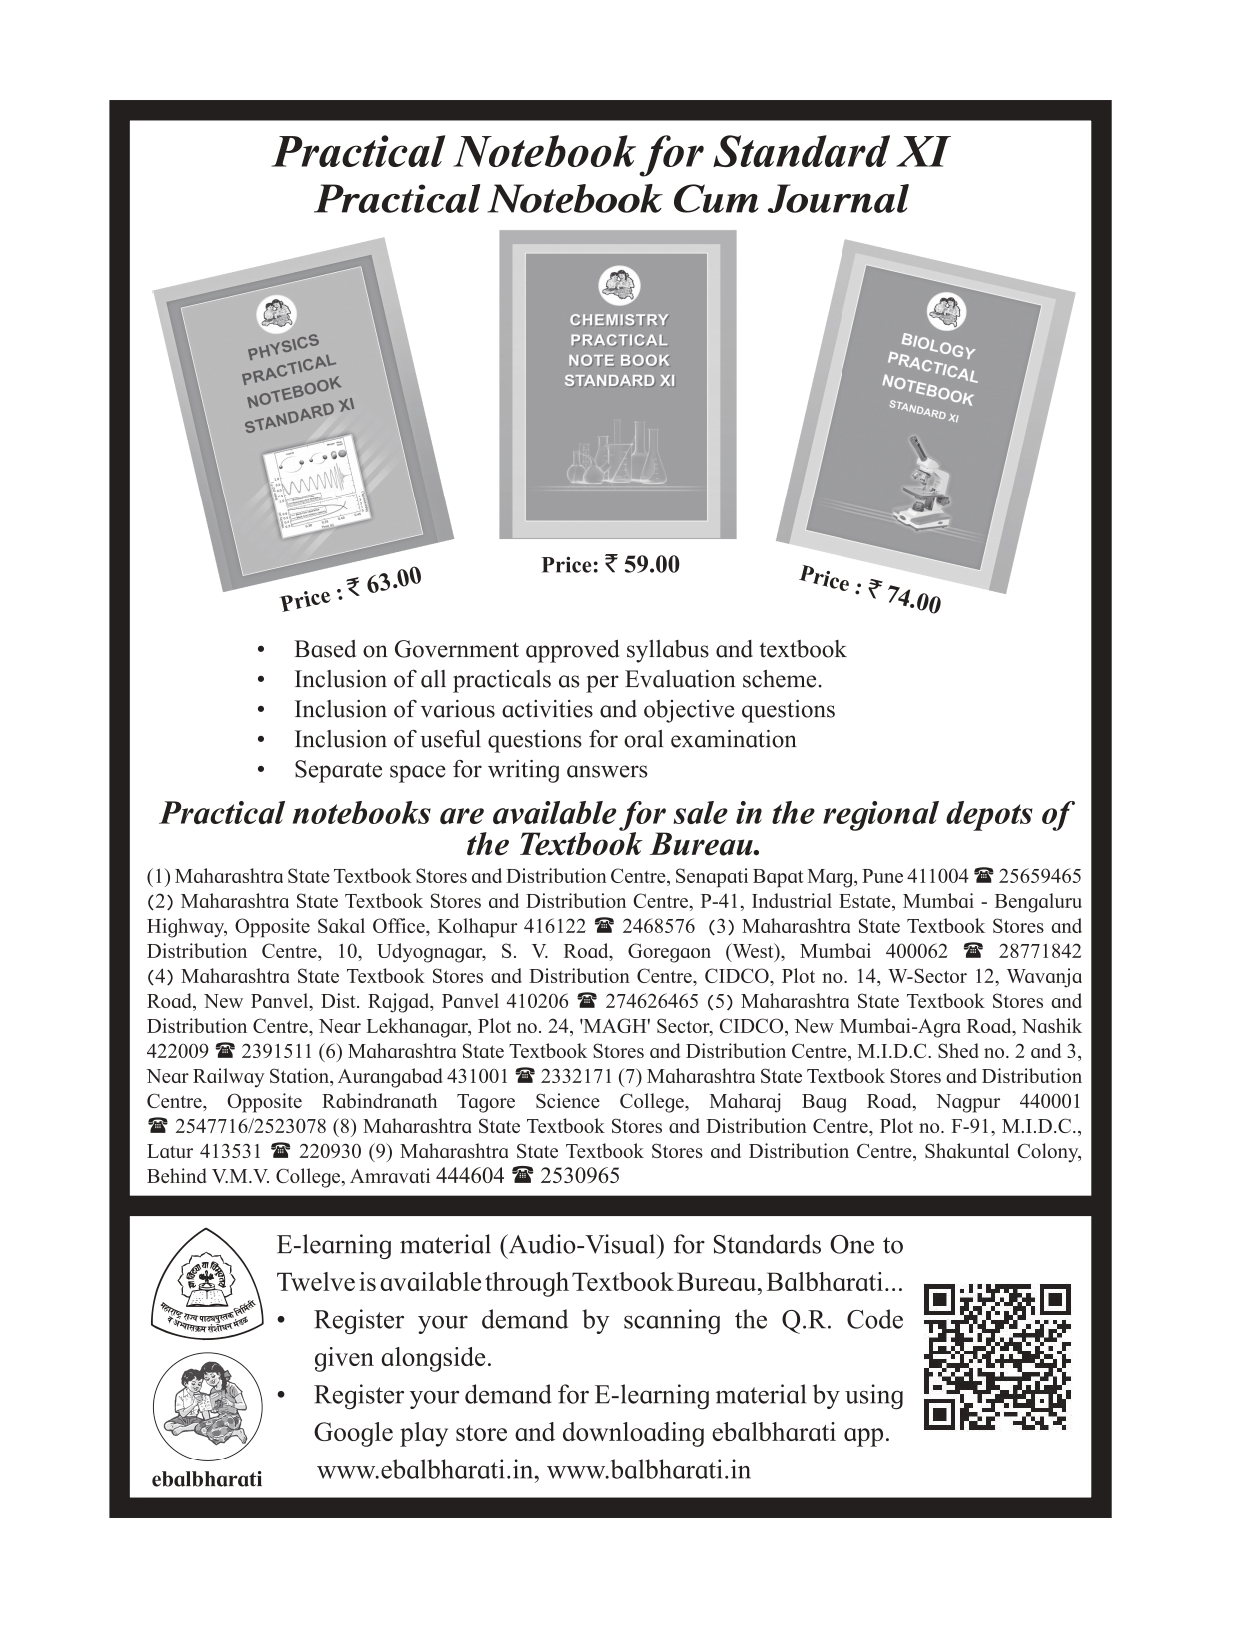 Practical Notebook for Standard XI
Practical Notebook Cum Journal
PHYSICS
PRACTICAL
NOTEBOOK
STANDARD XI
Price : ₹ 63.00
CHEMISTRY
PRACTICAL
NOTE BOOK
STANDARD XI
Price: ₹ 59.00
BIOLOGY
PRACTICAL
NOTEBOOK
STANDARD XI
Price : ₹ 74.00
• Based on Government approved syllabus and textbook
• Inclusion of all practicals as per Evaluation scheme.
• Inclusion of various activities and objective questions
• Inclusion of useful questions for oral examination
• Separate space for writing answers
Practical notebooks are available for sale in the regional depots of
the Textbook Bureau.
(1) Maharashtra State Textbook Stores and Distribution Centre, Senapati Bapat Marg, Pune 411004 ☎ 25659465
(2) Maharashtra State Textbook Stores and Distribution Centre, P-41, Industrial Estate, Mumbai - Bengaluru
Highway, Opposite Sakal Office, Kolhapur 416122 ☎ 2468576 (3) Maharashtra State Textbook Stores and
Distribution Centre, 10, Udyognagar, S. V. Road, Goregaon (West), Mumbai 400062 ☎ 28771842
(4) Maharashtra State Textbook Stores and Distribution Centre, CIDCO, Plot no. 14, W-Sector 12, Wavanja
Road, New Panvel, Dist. Rajgad, Panvel 410206 ☎ 274626465 (5) Maharashtra State Textbook Stores and
Distribution Centre, Near Lekhanagar, Plot no. 24, 'MAGH' Sector, CIDCO, New Mumbai-Agra Road, Nashik
422009 ☎ 2391511 (6) Maharashtra State Textbook Stores and Distribution Centre, M.I.D.C. Shed no. 2 and 3,
Near Railway Station, Aurangabad 431001 ☎ 2332171 (7) Maharashtra State Textbook Stores and Distribution
Centre, Opposite Rabindranath Tagore Science College, Maharaj Baug Road, Nagpur 440001
☎ 2547716/2523078 (8) Maharashtra State Textbook Stores and Distribution Centre, Plot no. F-91, M.I.D.C.,
Latur 413531 ☎ 220930 (9) Maharashtra State Textbook Stores and Distribution Centre, Shakuntal Colony,
Behind V.M.V. College, Amravati 444604 ☎ 2530965
महाराष्ट्र राज्य पाठ्यपुस्तक निर्मिती
व अभ्यासक्रम संशोधन मंडळ
ebalbharati
E-learning material (Audio-Visual) for Standards One to
Twelve is available through Textbook Bureau, Balbharati...
• Register your demand by scanning the Q.R. Code
given alongside.
• Register your demand for E-learning material by using
Google play store and downloading ebalbharati app.
www.ebalbharati.in, www.balbharati.in